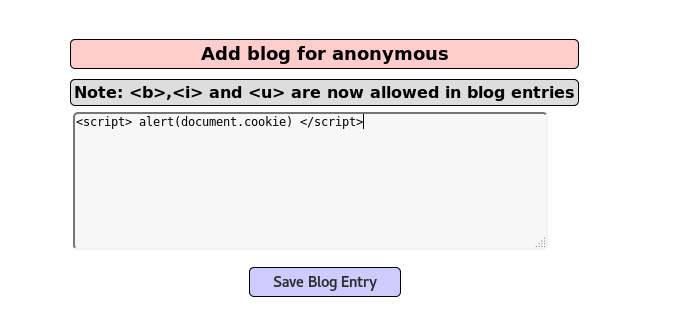 Add blog for anonymous
Note: <b>,<i> and <u> are now allowed in blog entries
<script> alert(document.cookie) </script>
Save Blog Entry